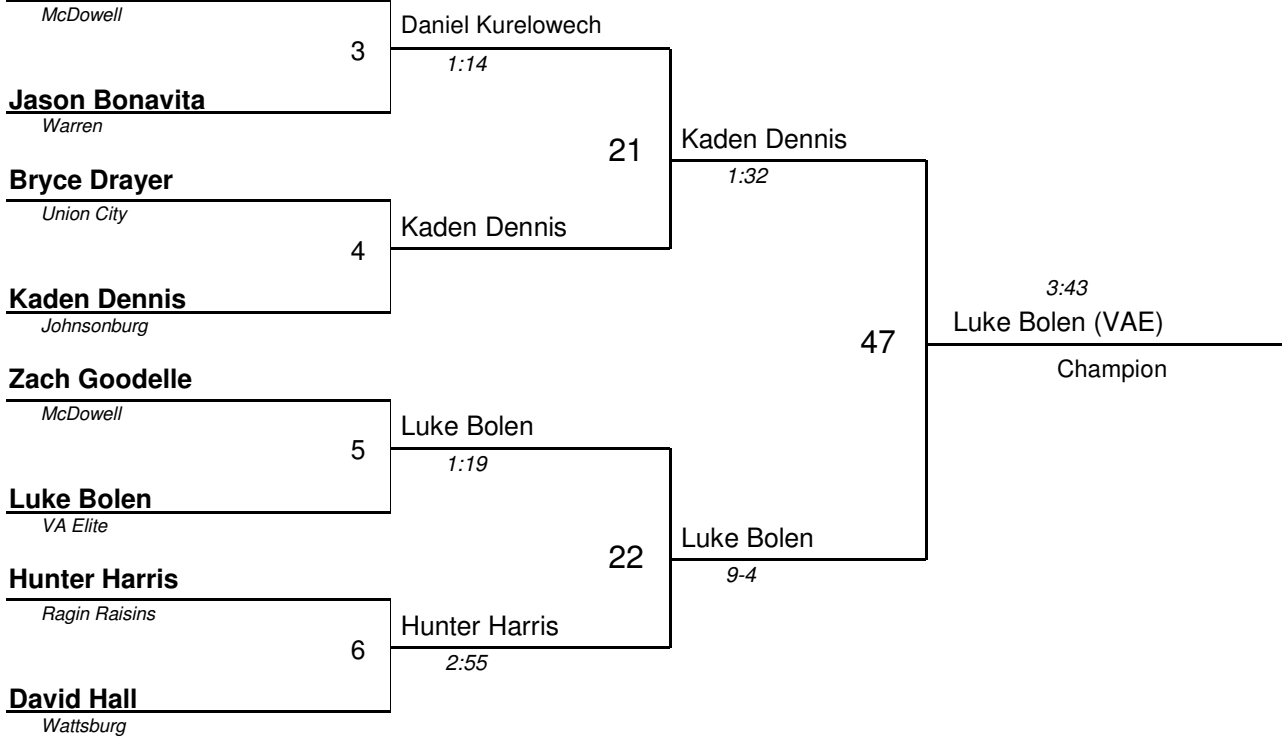 McDowell
Daniel Kurelowech
3
1:14
Jason Bonavita
Warren
21
Kaden Dennis
1:32
Bryce Drayer
Union City
Kaden Dennis
4
Kaden Dennis
Johnsonburg
3:43
Luke Bolen (VAE)
47
Champion
Zach Goodelle
McDowell
Luke Bolen
5
1:19
Luke Bolen
VA Elite
22
Luke Bolen
9-4
Hunter Harris
Ragin Raisins
Hunter Harris
6
2:55
David Hall
Wattsburg